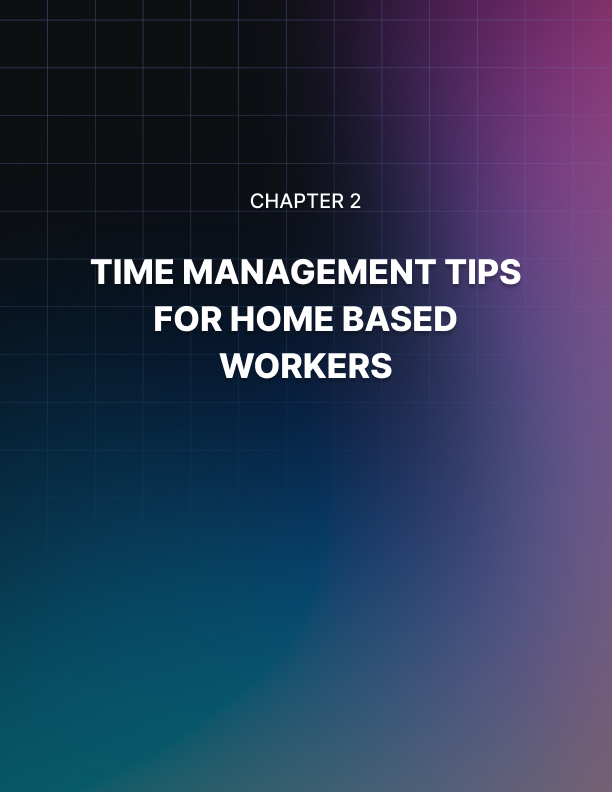 CHAPTER 2
TIME MANAGEMENT TIPS
FOR HOME BASED
WORKERS